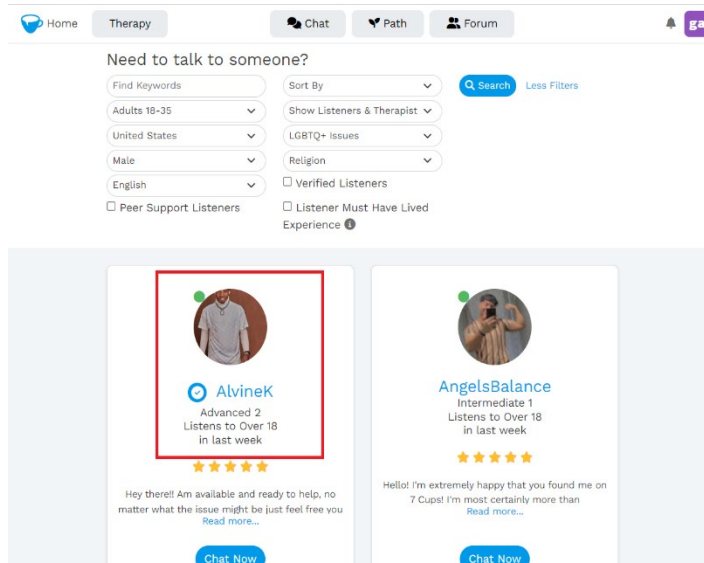 Home
Therapy
Chat
Path
Forum
ga
Need to talk to someone?
Find Keywords
Sort By
Search
Less Filters
Adults 18-35
Show Listeners & Therapist
United States
LGBTQ+ Issues
Male
Religion
English
Verified Listeners
Peer Support Listeners
Listener Must Have Lived
Experience
AlvineK
Advanced 2
Listens to Over 18
in last week
Hey there!! Am available and ready to help, no
matter what the issue might be just feel free you
Read more...
Chat Now
AngelsBalance
Intermediate 1
Listens to Over 18
in last week
Hello! I'm extremely happy that you found me on
7 Cups! I'm most certainly more than
Read more...
Chat Now